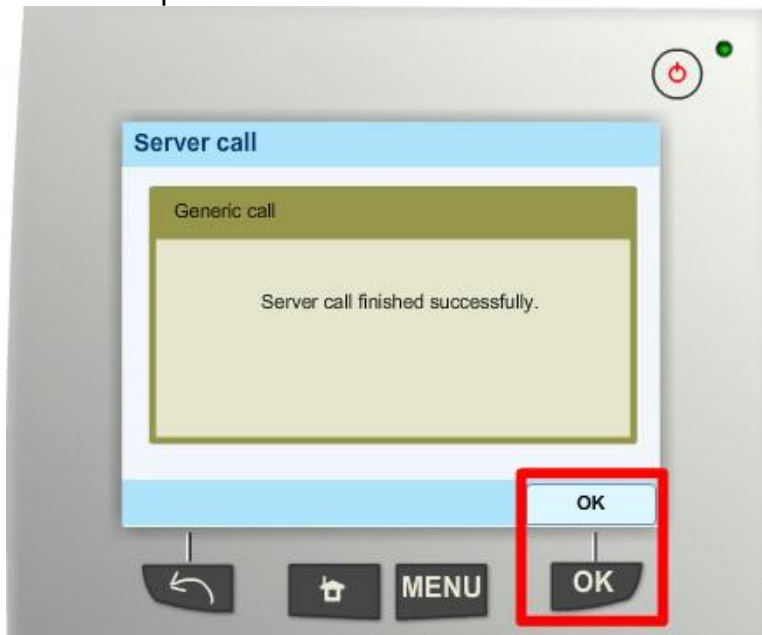 Server call
Generic call
Server call finished successfully.
OK
MENU
OK